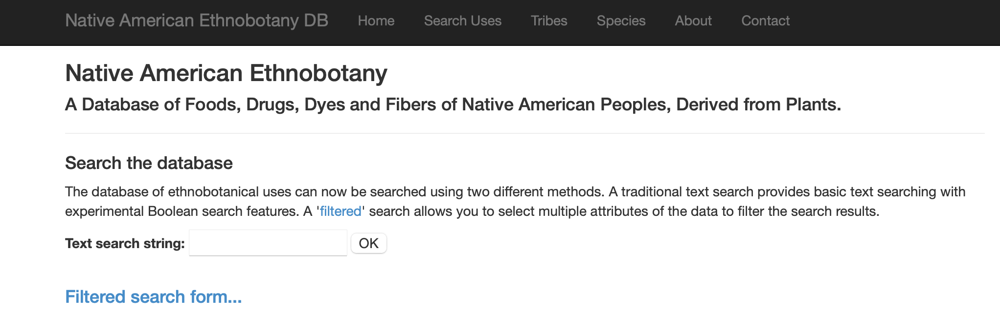 Native American Ethnobotany DB Home Search Uses Tribes Species About Contact
Native American Ethnobotany
A Database of Foods, Drugs, Dyes and Fibers of Native American Peoples, Derived from Plants.
Search the database
The database of ethnobotanical uses can now be searched using two different methods. A traditional text search provides basic text searching with
experimental Boolean search features. A 'filtered' search allows you to select multiple attributes of the data to filter the search results.
Text search string: OK
Filtered search form...